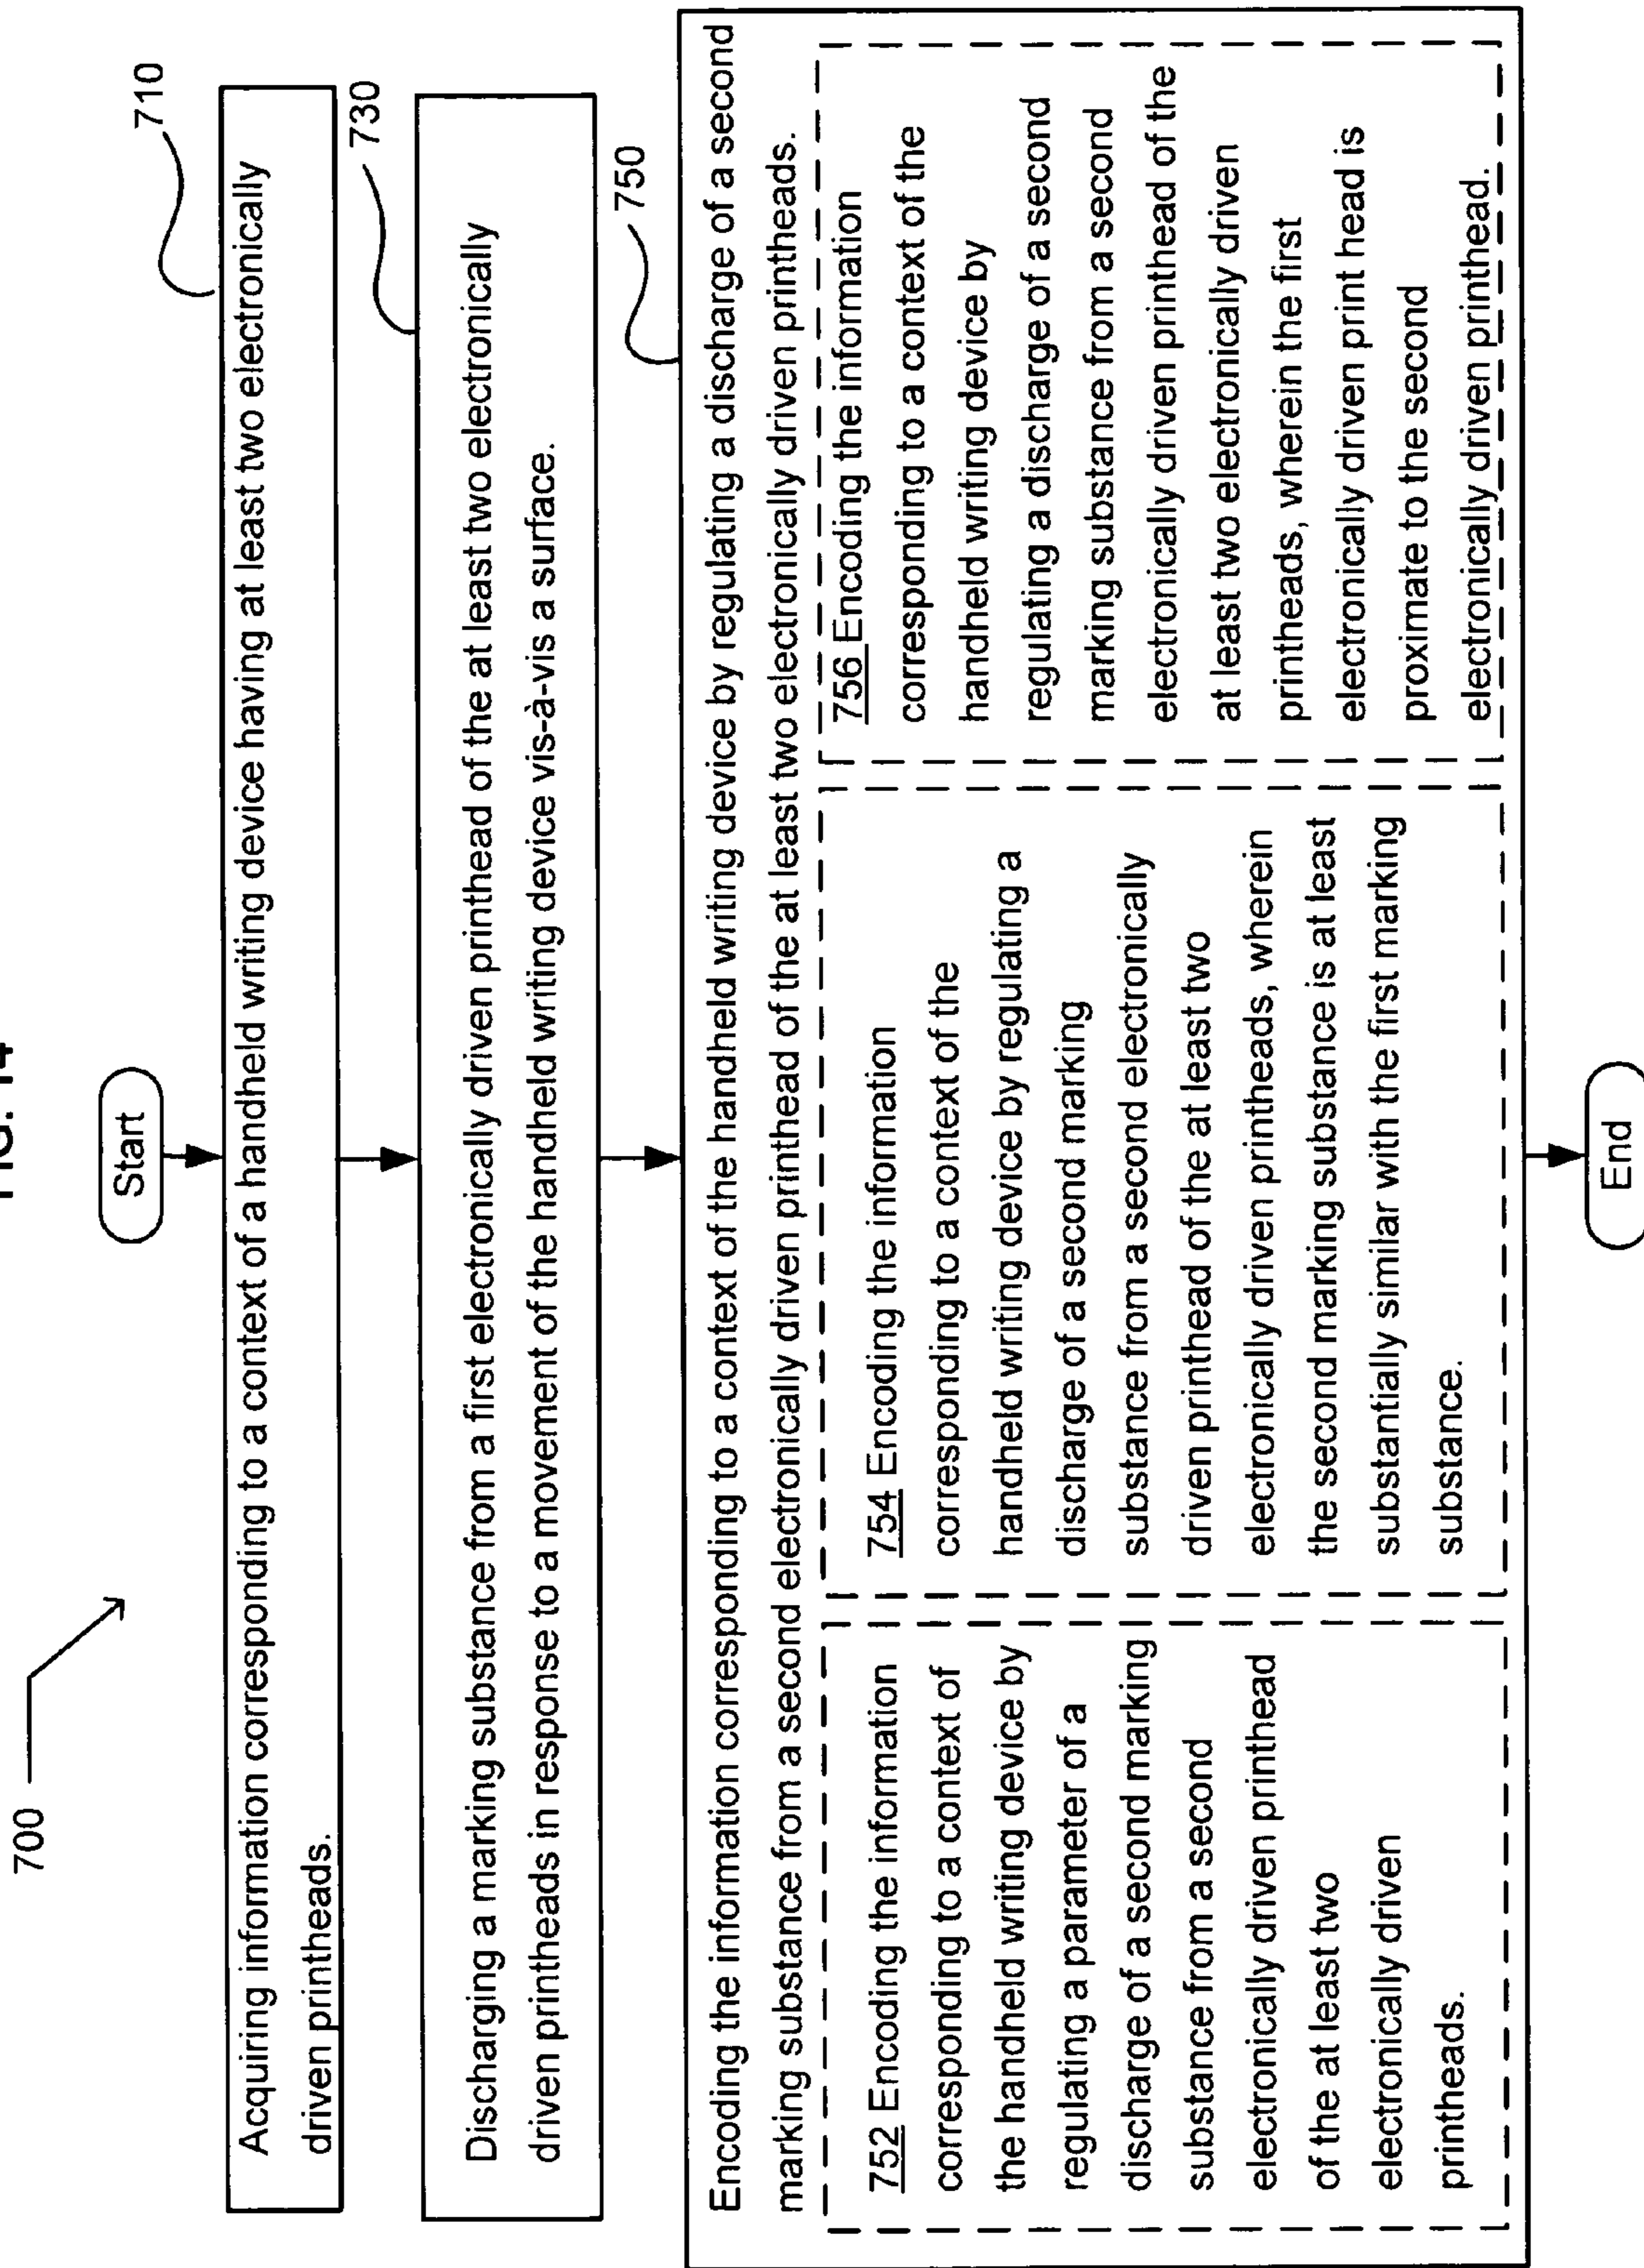 FIG. 14
700
Start
710
Acquiring information corresponding to a context of a handheld writing device having at least two electronically
driven printheads.
730
Discharging a marking substance from a first electronically driven printhead of the at least two electronically
driven printheads in response to a movement of the handheld writing device vis-à-vis a surface.
750
Encoding the information corresponding to a context of the handheld writing device by regulating a discharge of a second
marking substance from a second electronically driven printhead of the at least two electronically driven printheads.
752 Encoding the information
corresponding to a context of
the handheld writing device by
regulating a parameter of a
discharge of a second marking
substance from a second
electronically driven printhead
of the at least two
electronically driven
printheads.
754 Encoding the information
corresponding to a context of the
handheld writing device by regulating a
discharge of a second marking
substance from a second electronically
driven printhead of the at least two
electronically driven printheads, wherein
the second marking substance is at least
substantially similar with the first marking
substance.
756 Encoding the information
corresponding to a context of the
handheld writing device by
regulating a discharge of a second
marking substance from a second
electronically driven printhead of the
at least two electronically driven
printheads, wherein the first
electronically driven print head is
proximate to the second
electronically driven printhead.
End